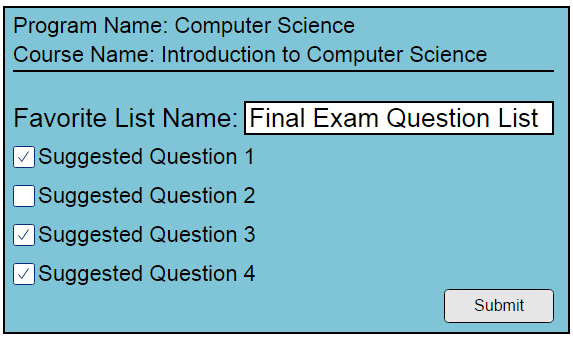 Program Name: Computer Science
Course Name: Introduction to Computer Science
Favorite List Name: Final Exam Question List
Suggested Question 1
Suggested Question 2
Suggested Question 3
Suggested Question 4
Submit